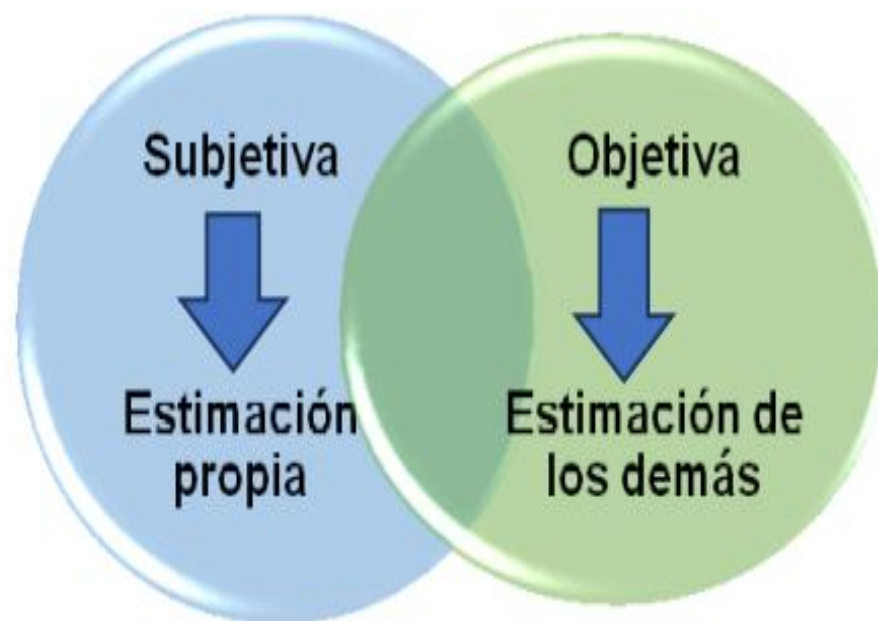 Subjetiva
Estimación
propia
Objetiva
Estimación de
los demás